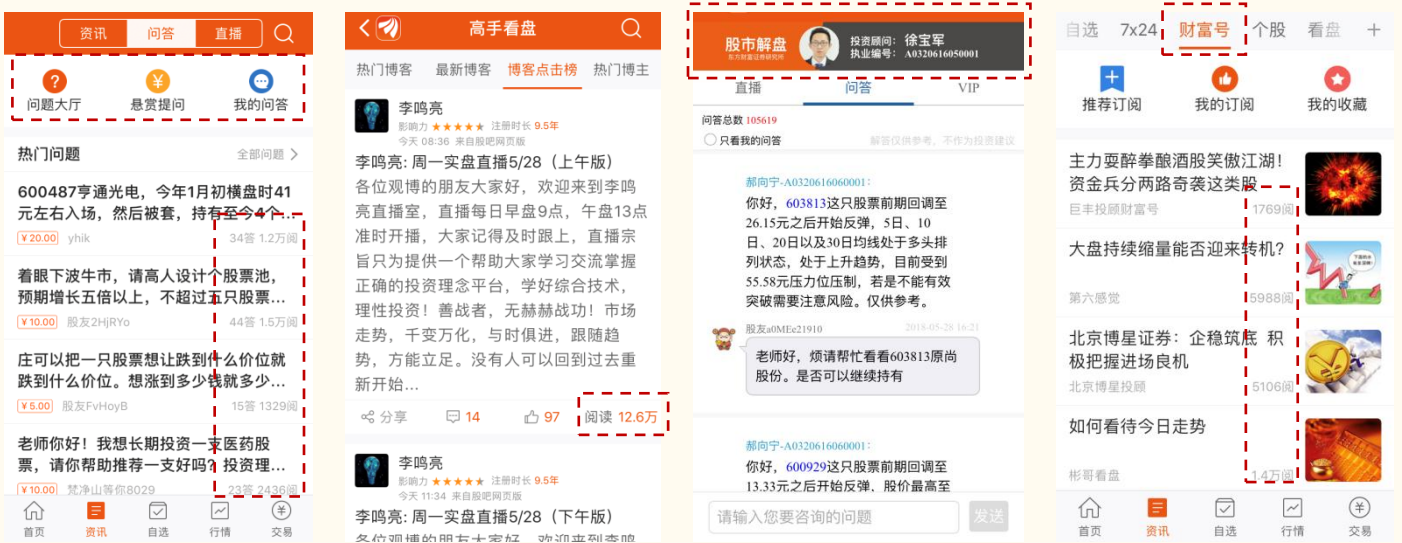 资讯 问答 直播
问题大厅 悬赏提问 我的问答
热门问题 全部问题
600487亨通光电，今年1月初横盘时41
元左右入场，然后被套，持有至今4个...
¥20.00 yhik 34答 1.2万阅
着眼下波牛市，请高人设计个股票池，
预期增长五倍以上，不超过五只股票...
¥10.00 股友2HjRYo 44答 1.5万阅
庄可以把一只股票想让跌到什么价位就
跌到什么价位。想涨到多少钱就多少...
¥5.00 股友FvHoyB 15答 1329阅
老师你好！我想长期投资一支医药股
票，请你帮助推荐一支好吗？投资理...
¥10.00 梵净山等你8029 23答 2436阅
首页 资讯 自选 行情 交易
高手看盘
热门博客 最新博客 博客点击榜 热门博主
李鸣亮
影响力 ★★★★★ 注册时长 9.5年
今天 08:36 来自股吧网页版
李鸣亮: 周一实盘直播5/28（上午版）
各位观博的朋友大家好，欢迎来到李鸣
亮直播室，直播每日早盘9点，午盘13点
准时开播，大家记得及时跟上，直播宗
旨只为提供一个帮助大家学习交流掌握
正确的投资理念平台，学好综合技术，
理性投资！善战者，无赫赫战功！市场
走势，千变万化，与时俱进，跟随趋
势，方能立足。没有人可以回到过去重
新开始...
分享 14 97 阅读 12.6万
李鸣亮
影响力 ★★★★★ 注册时长 9.5年
今天 11:34 来自股吧网页版
李鸣亮: 周一实盘直播5/28（下午版）
各位观博的朋友大家好，欢迎来到李鸣
股市解盘
东方财富证券研究所
投资顾问： 徐宝军
执业编号： A0320616050001
直播 问答 VIP
问答总数 105619
只看我的问答 解答仅供参考，不作为投资建议
郝向宁-A0320616060001:
你好，603813这只股票前期回调至
26.15元之后开始反弹，5日、10
日、20日以及30日均线处于多头排
列状态，处于上升趋势，目前受到
55.58元压力位压制，若是不能有效
突破需要注意风险。仅供参考。
股友a0MEe21910 2018-05-28 16:21
老师好，烦请帮忙看看603813原尚
股份。是否可以继续持有
郝向宁-A0320616060001:
你好，600929这只股票前期回调至
13.33元之后开始反弹，股价最高至
请输入您要咨询的问题 发送
自选 7x24 财富号 个股 看盘 +
推荐订阅 我的订阅 我的收藏
主力耍醉拳酿酒股笑傲江湖！
资金兵分两路奇袭这类股
巨丰投顾财富号 1769阅
大盘持续缩量能否迎来转机？
第六感觉 5988阅
北京博星证券：企稳筑底 积
极把握进场良机
北京博星投顾 5106阅
如何看待今日走势
彬哥看盘 1.4万阅
首页 资讯 自选 行情 交易